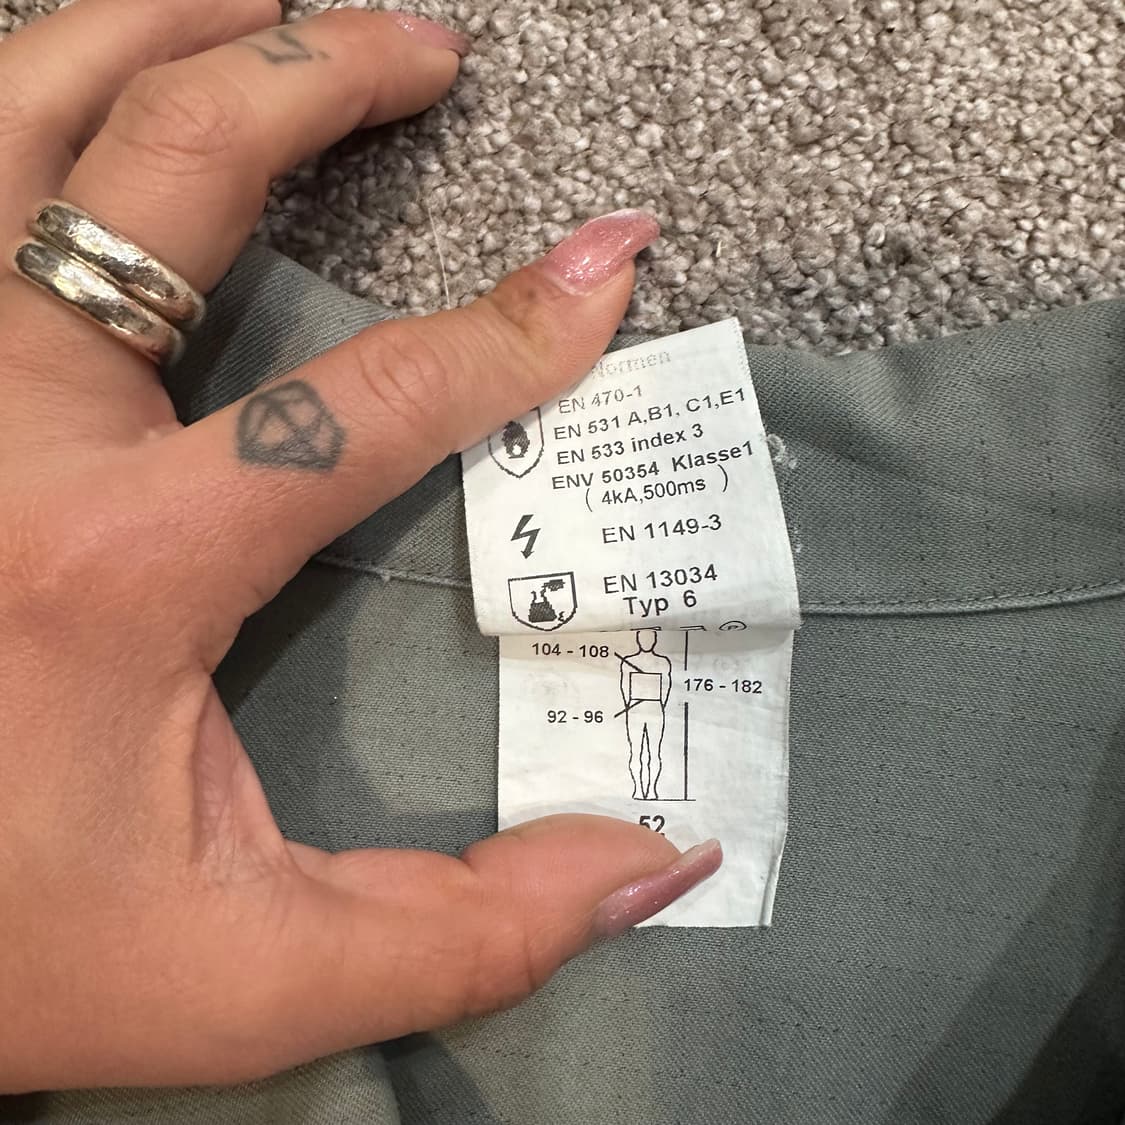 Normen
EN 470-1
EN 531 A,B1, C1,E1
EN 533 index 3
ENV 50354 Klasse1
( 4kA,500ms )
EN 1149-3
EN 13034
Typ 6
P
104 - 108
176 - 182
92 - 96
52